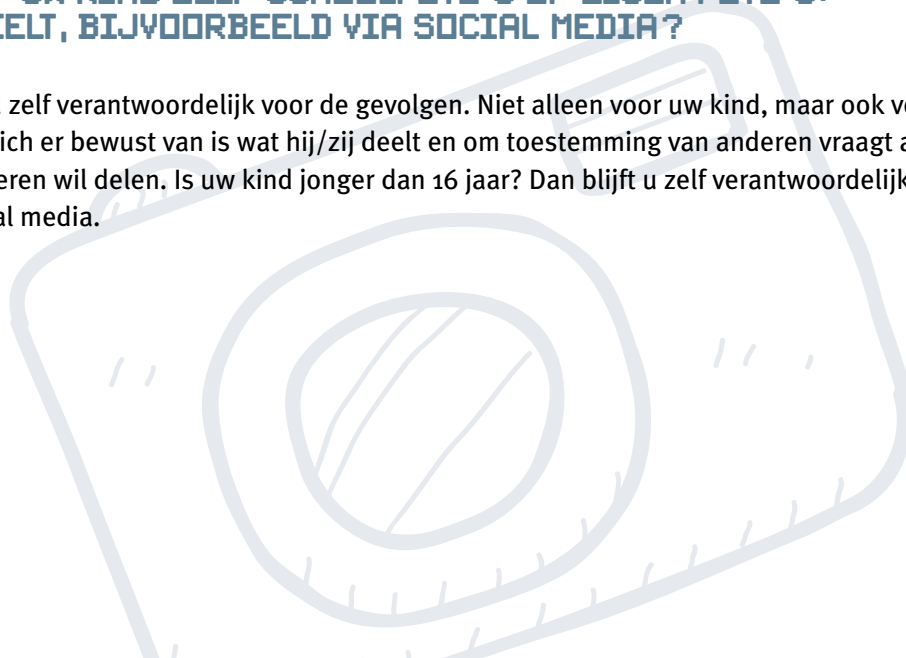 ELT, BIJVOORBEELD VIA SOCIAL MEDIA?
zelf verantwoordelijk voor de gevolgen. Niet alleen voor uw kind, maar ook v
ich er bewust van is wat hij/zij deelt en om toestemming van anderen vraagt a
eren wil delen. Is uw kind jonger dan 16 jaar? Dan blijft u zelf verantwoordelijk
al media.